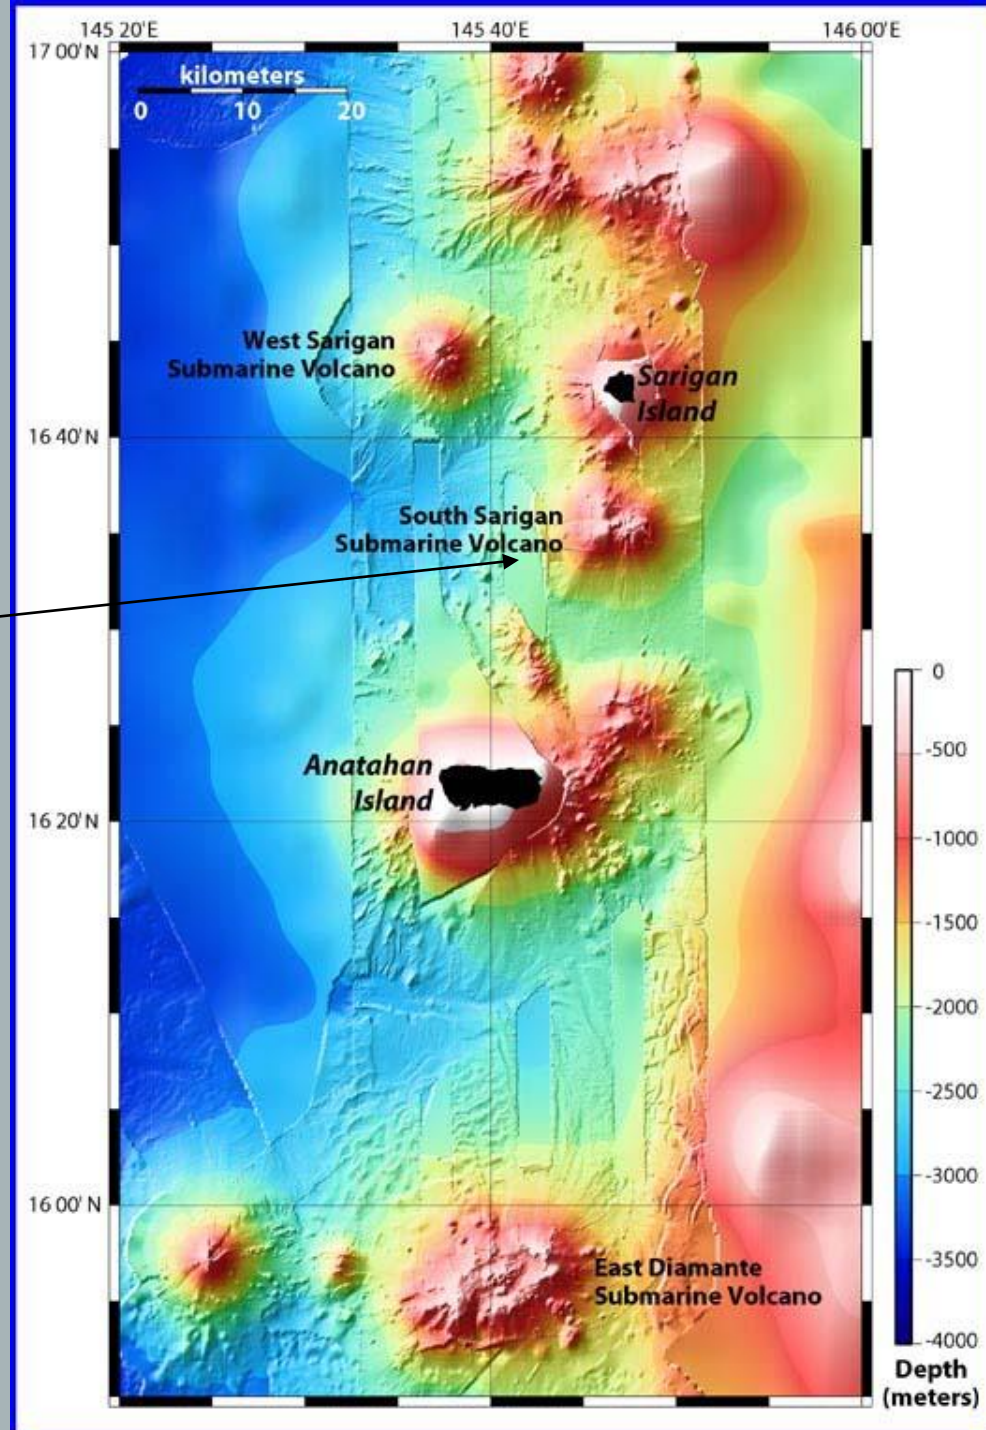 145 20' E 145 40' E 146 00' E
17 00' N
kilometers
0 10 20
West Sarigan
Submarine Volcano
Sarigan
Island
16 40' N
South Sarigan
Submarine Volcano
Anatahan
Island
16 20' N
16 00' N
East Diamante
Submarine Volcano
0
-500
-1000
-1500
-2000
-2500
-3000
-3500
-4000
Depth
(meters)